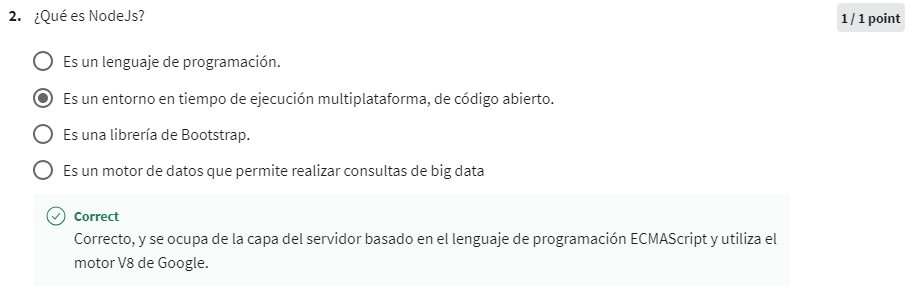 2. ¿Qué es NodeJs?
1 / 1 point
Es un lenguaje de programación.
Es un entorno en tiempo de ejecución multiplataforma, de código abierto.
Es una librería de Bootstrap.
Es un motor de datos que permite realizar consultas de big data
Correct
Correcto, y se ocupa de la capa del servidor basado en el lenguaje de programación ECMAScript y utiliza el
motor V8 de Google.